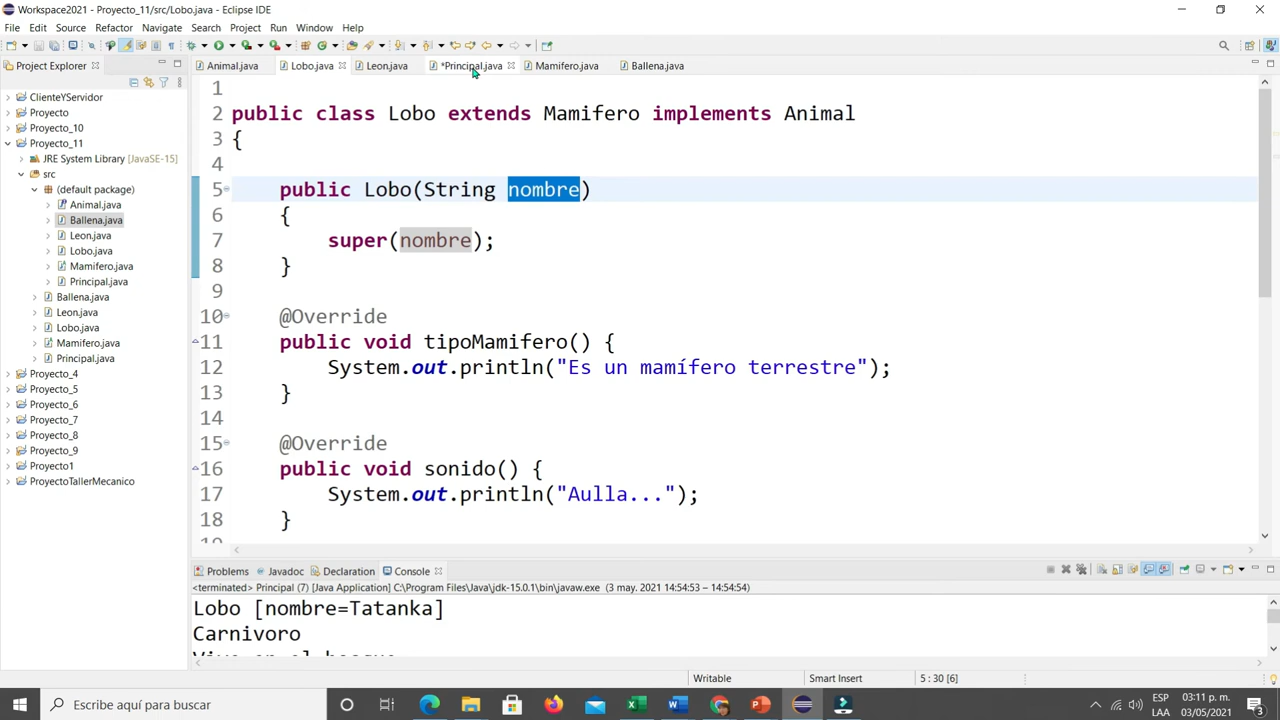 Workspace2021 - Proyecto_11/src/Lobo.java - Eclipse IDE
File Edit Source Refactor Navigate Search Project Run Window Help
Project Explorer
Animal.java Lobo.java Leon.java *Principal.java Mamifero.java Ballena.java
ClienteYServidor
Proyecto
Proyecto_10
Proyecto_11
JRE System Library [JavaSE-15]
src
(default package)
Animal.java
Ballena.java
Leon.java
Lobo.java
Mamifero.java
Principal.java
Ballena.java
Leon.java
Lobo.java
Mamifero.java
Principal.java
Proyecto_4
Proyecto_5
Proyecto_6
Proyecto_7
Proyecto_8
Proyecto_9
Proyecto1
ProyectoTallerMecanico
1
2 public class Lobo extends Mamifero implements Animal
3 {
4
5 public Lobo(String nombre)
6 {
7 super(nombre);
8 }
9
10 @Override
11 public void tipoMamifero() {
12 System.out.println("Es un mamífero terrestre");
13 }
14
15 @Override
16 public void sonido() {
17 System.out.println("Aulla...");
18 }
Problems Javadoc Declaration Console
<terminated> Principal (7) [Java Application] C:\Program Files\Java\jdk-15.0.1\bin\javaw.exe (3 may. 2021 14:54:53 – 14:54:54)
Lobo [nombre=Tatanka]
Carnivoro
Writable Smart Insert 5 : 30 [6]
Escribe aquí para buscar
ESP
LAA
03:11 p. m.
03/05/2021
3